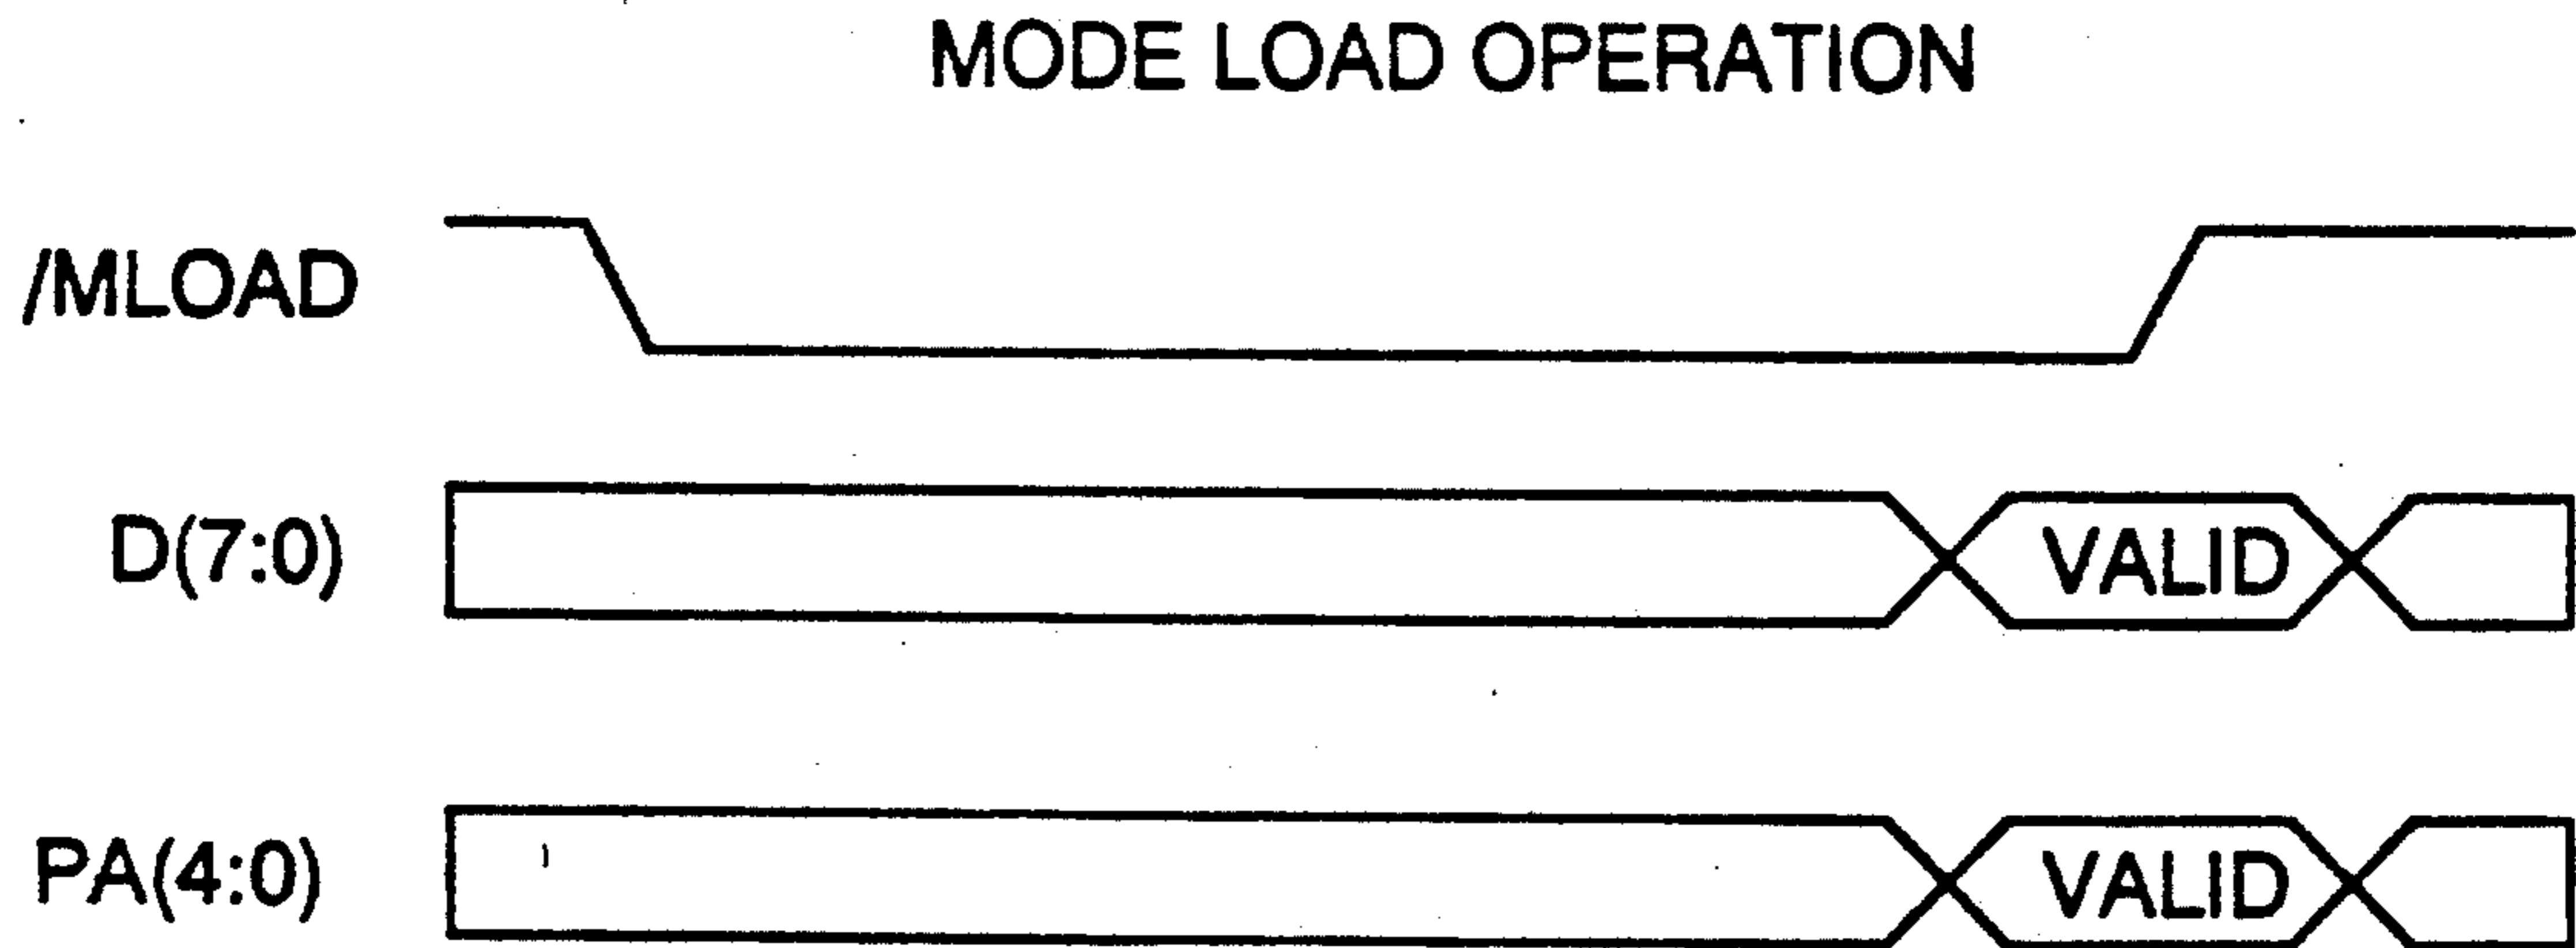 MODE LOAD OPERATION
/MLOAD
D(7:0) VALID
PA(4:0) VALID